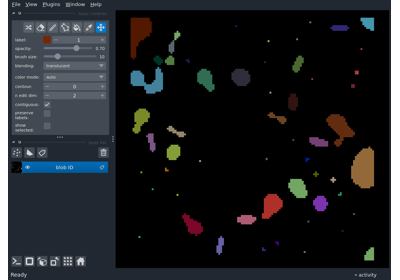 File View Plugins Window Help
label: 1
opacity: 0.70
brush size: 10
blending: translucent
color mode: auto
contour: 0
n edit dim: 2
contiguous:
preserve
labels:
show
selected:
blob ID
Ready
activity